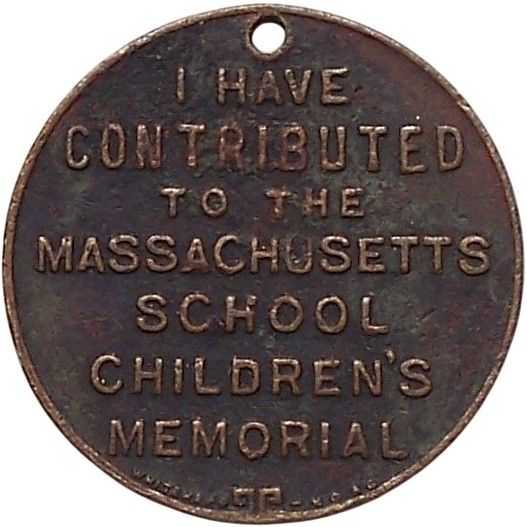 I HAVE
CONTRIBUTED
TO THE
MASSACHUSETTS
SCHOOL
CHILDREN'S
MEMORIAL